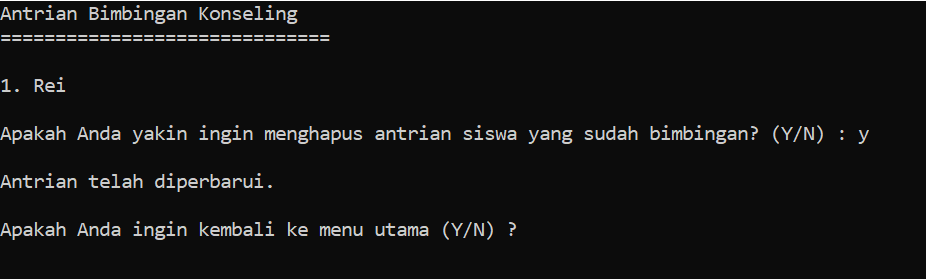 Antrian Bimbingan Konseling
==============================
1. Rei
Apakah Anda yakin ingin menghapus antrian siswa yang sudah bimbingan? (Y/N) : y
Antrian telah diperbarui.
Apakah Anda ingin kembali ke menu utama (Y/N) ?